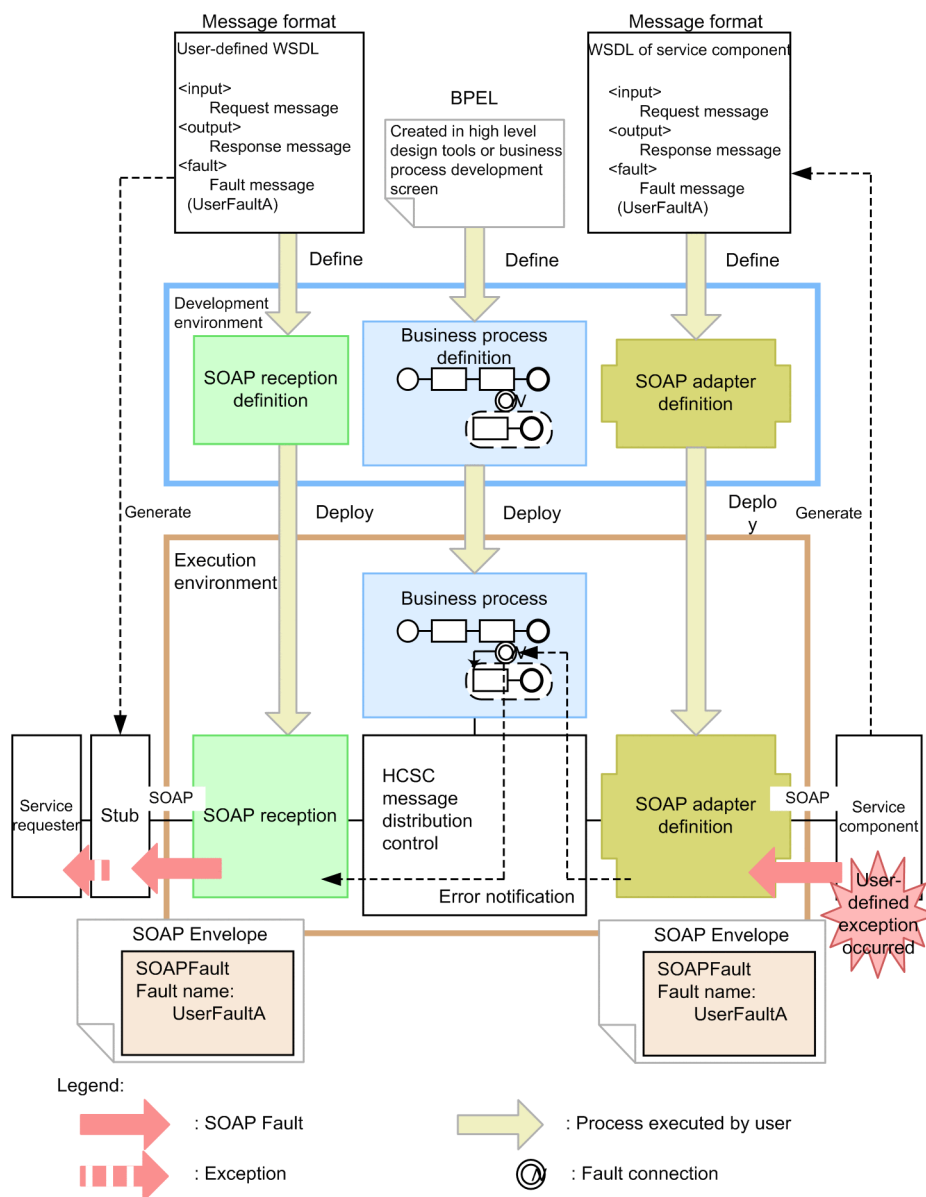 Message format
User-defined WSDL
<input>
Request message
<output>
Response message
<fault>
Fault message
(UserFaultA)
BPEL
Created in high level
design tools or business
process development
screen
Message format
WSDL of service component
<input>
Request message
<output>
Response message
<fault>
Fault message
(UserFaultA)
Define
Define
Define
Development
environment
SOAP reception
definition
Business process
definition
N
SOAP adapter
definition
Generate
Deploy
Deploy
Deplo
y
Generate
Execution
environment
Business process
N
Service
requester
Stub
SOAP
SOAP reception
HCSC
message
distribution
control
Error notification
SOAP adapter
definition
SOAP
Service
component
User-
defined
exception
occurred
SOAP Envelope
SOAPFault
Fault name:
UserFaultA
SOAP Envelope
SOAPFault
Fault name:
UserFaultA
Legend:
: SOAP Fault
: Process executed by user
: Exception
N
: Fault connection